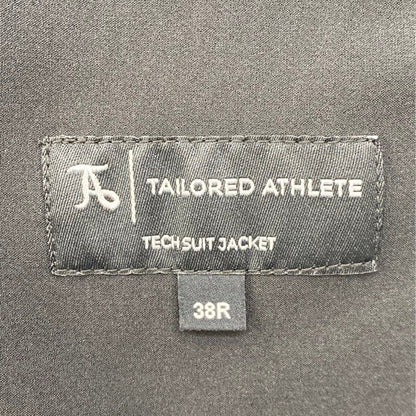 TA
TAILORED ATHLETE
TECH SUIT JACKET
38R